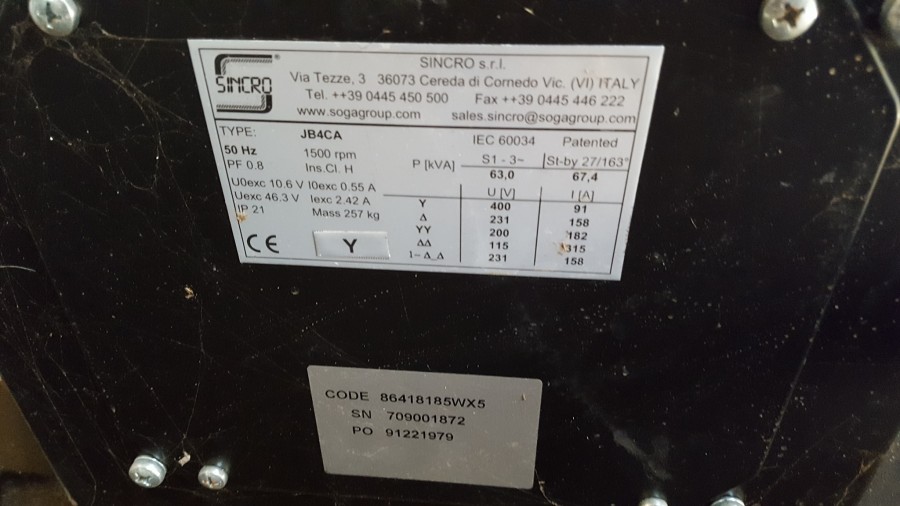 SINCRO
SINCRO s.r.l.
Via Tezze, 3 36073 Cereda di Cornedo Vic. (VI) ITALY
Tel. ++39 0445 450 500 Fax ++39 0445 446 222
www.sogagroup.com sales.sincro@sogagroup.com
TYPE: JB4CA IEC 60034 Patented
50 Hz 1500 rpm P [kVA] S1 - 3~ St-by 27/163°
PF 0.8 Ins.Cl. H 63,0 67,4
U0exc 10.6 V I0exc 0.55 A U [V] I [A]
Uexc 46.3 V Iexc 2.42 A Y 400 91
IP 21 Mass 257 kg Δ 231 158
YY 200 182
ΔΔ 115 315
1~ Δ_Δ 231 158
CE Y
CODE 86418185WX5
SN 709001872
PO 91221979